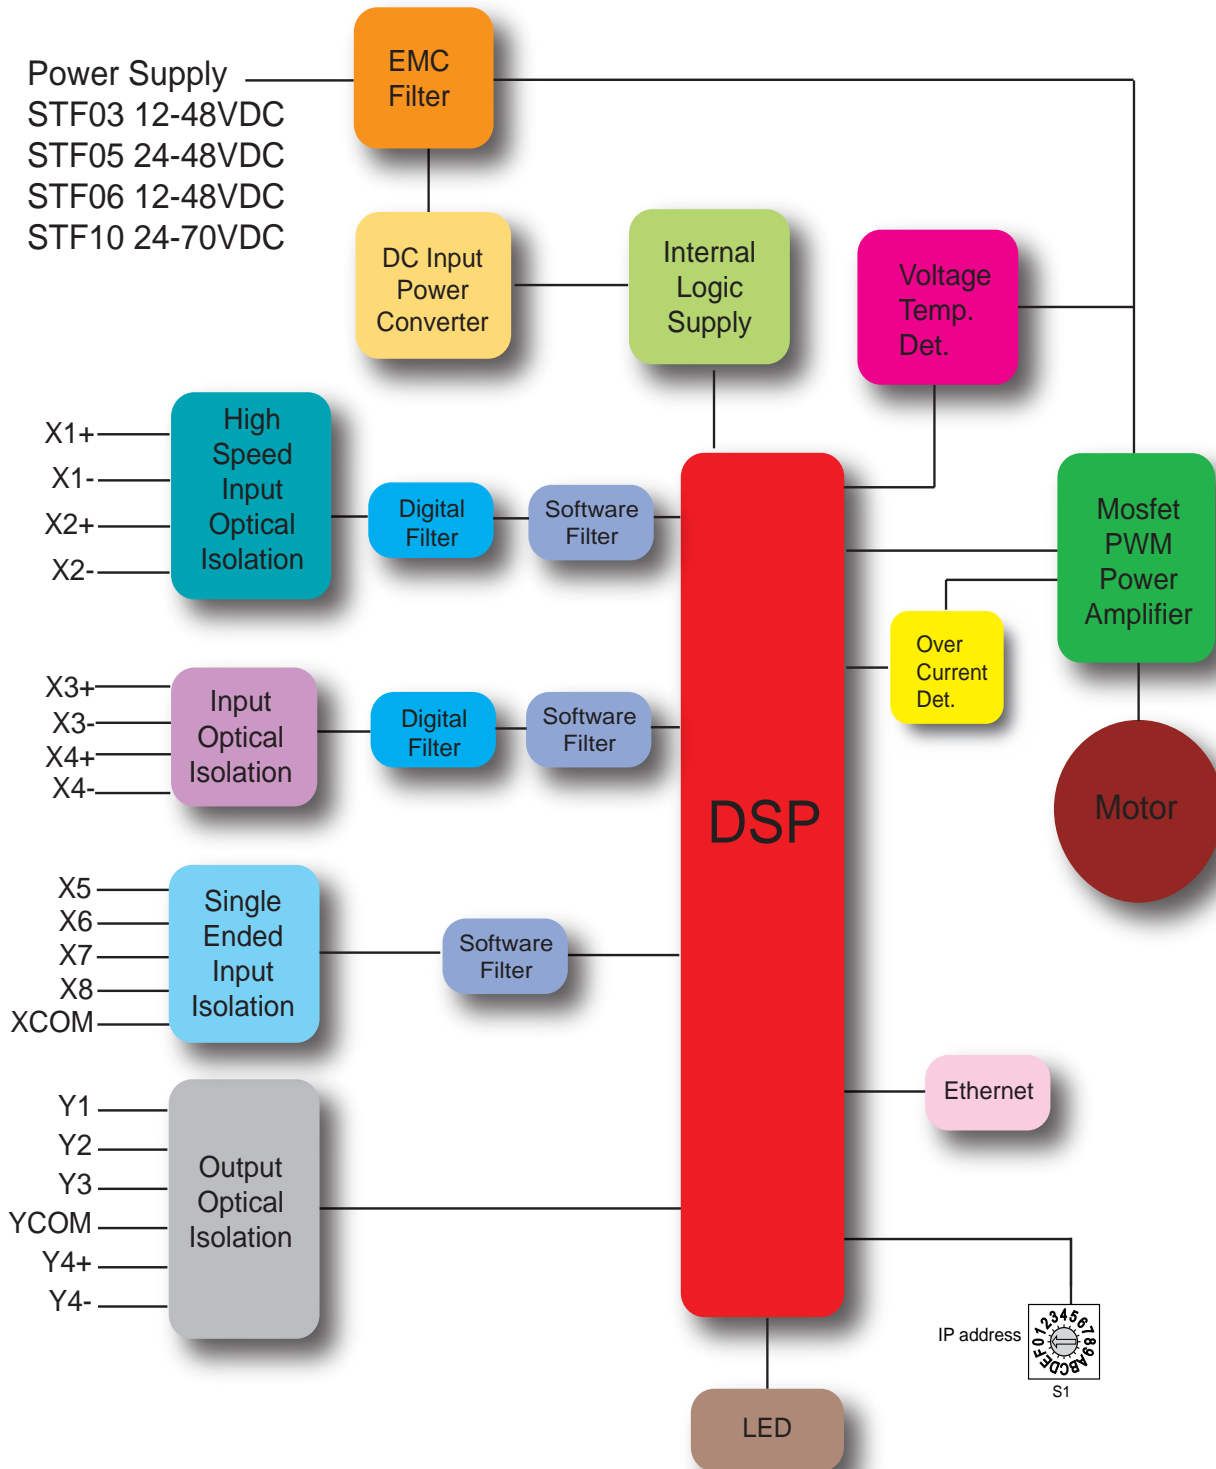 Power Supply
STF03 12-48VDC
STF05 24-48VDC
STF06 12-48VDC
STF10 24-70VDC
EMC
Filter
DC Input
Power
Converter
Internal
Logic
Supply
Voltage
Temp.
Det.
X1+
X1-
X2+
X2-
High
Speed
Input
Optical
Isolation
Digital
Filter
Software
Filter
Mosfet
PWM
Power
Amplifier
Over
Current
Det.
X3+
X3-
X4+
X4-
Input
Optical
Isolation
Digital
Filter
Software
Filter
DSP
Motor
X5
X6
X7
X8
XCOM
Single
Ended
Input
Isolation
Software
Filter
Ethernet
Y1
Y2
Y3
YCOM
Y4+
Y4-
Output
Optical
Isolation
IP address
0123456789ABCDEF
S1
LED